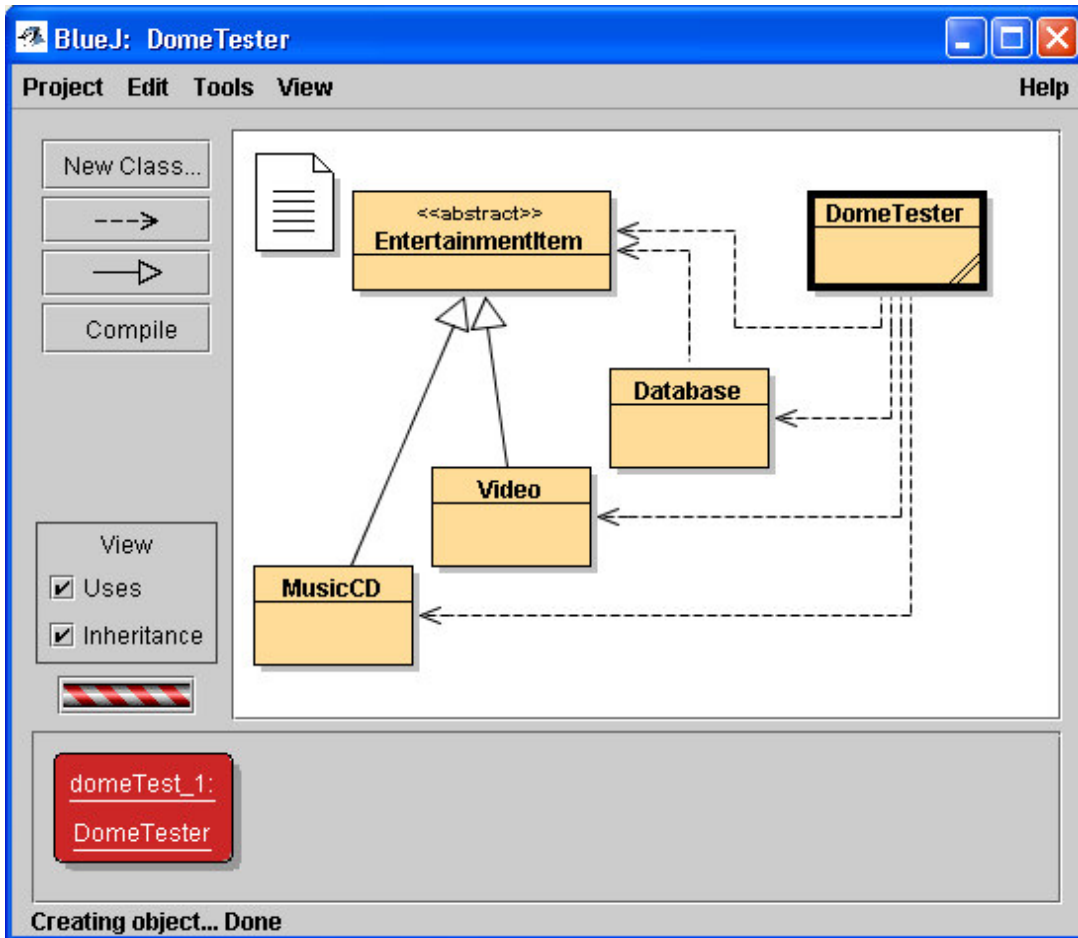 BlueJ: DomeTester
Project Edit Tools View Help
New Class...
Compile
<<abstract>>
EntertainmentItem
DomeTester
Database
Video
MusicCD
View
Uses
Inheritance
domeTest_1:
DomeTester
Creating object... Done